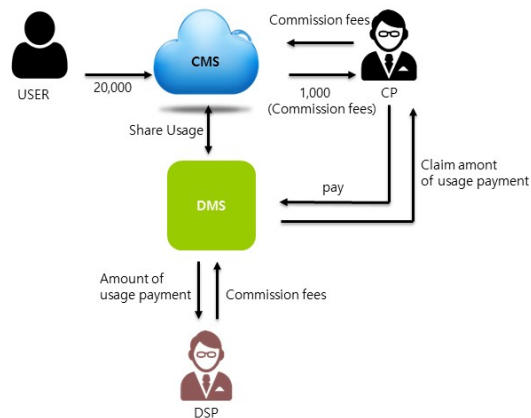 Commission fees
CMS
USER
20,000
1,000
(Commission fees)
CP
Share Usage
Claim amont
of usage payment
pay
DMS
Amount of
usage payment
Commission fees
DSP